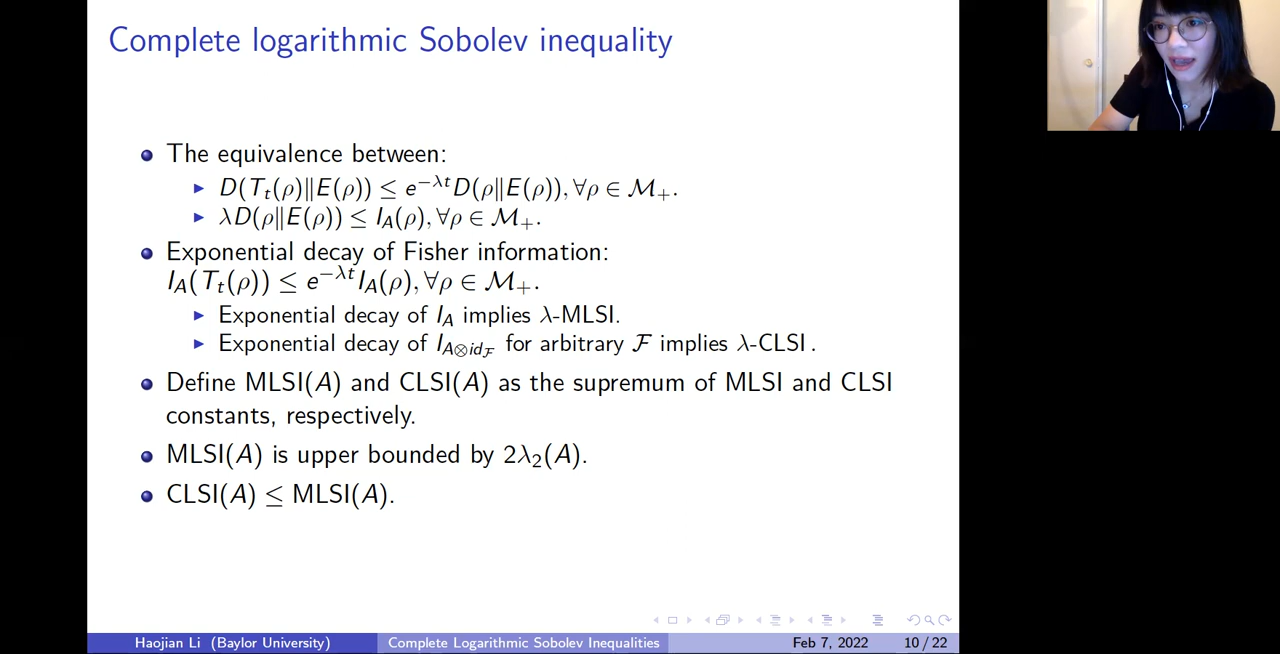 Complete logarithmic Sobolev inequality
The equivalence between:
D(T_t(ρ)∥E(ρ)) ≤ e^{−λt}D(ρ∥E(ρ)), ∀ρ ∈ M_+.
λD(ρ∥E(ρ)) ≤ I_A(ρ), ∀ρ ∈ M_+.
Exponential decay of Fisher information:
I_A(T_t(ρ)) ≤ e^{−λt}I_A(ρ), ∀ρ ∈ M_+.
Exponential decay of I_A implies λ-MLSI.
Exponential decay of I_{A⊗id_F} for arbitrary F implies λ-CLSI.
Define MLSI(A) and CLSI(A) as the supremum of MLSI and CLSI
constants, respectively.
MLSI(A) is upper bounded by 2λ_2(A).
CLSI(A) ≤ MLSI(A).
Haojian Li (Baylor University) Complete Logarithmic Sobolev Inequalities Feb 7, 2022 10 / 22